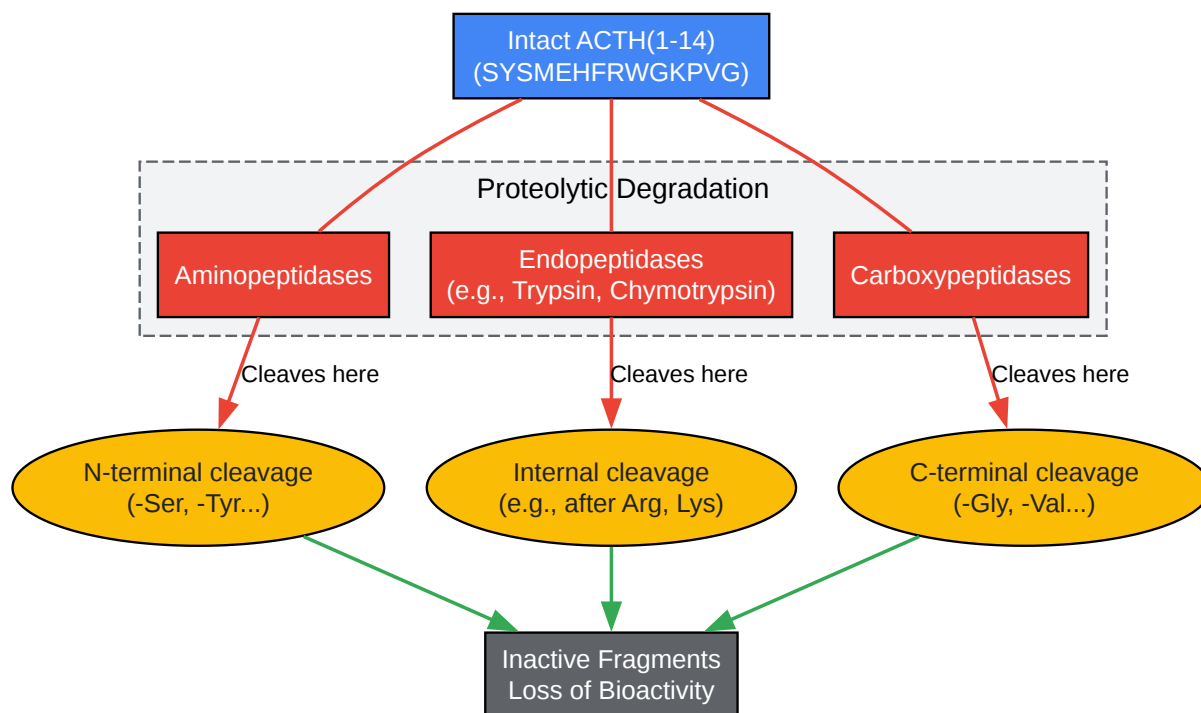 Intact ACTH(1-14)
(SYSMEHFRWGKPVG)
Proteolytic Degradation
Aminopeptidases
Endopeptidases
(e.g., Trypsin, Chymotrypsin)
Carboxypeptidases
Cleaves here
Cleaves here
Cleaves here
N-terminal cleavage
(-Ser, -Tyr...)
Internal cleavage
(e.g., after Arg, Lys)
C-terminal cleavage
(-Gly, -Val...)
Inactive Fragments
Loss of Bioactivity